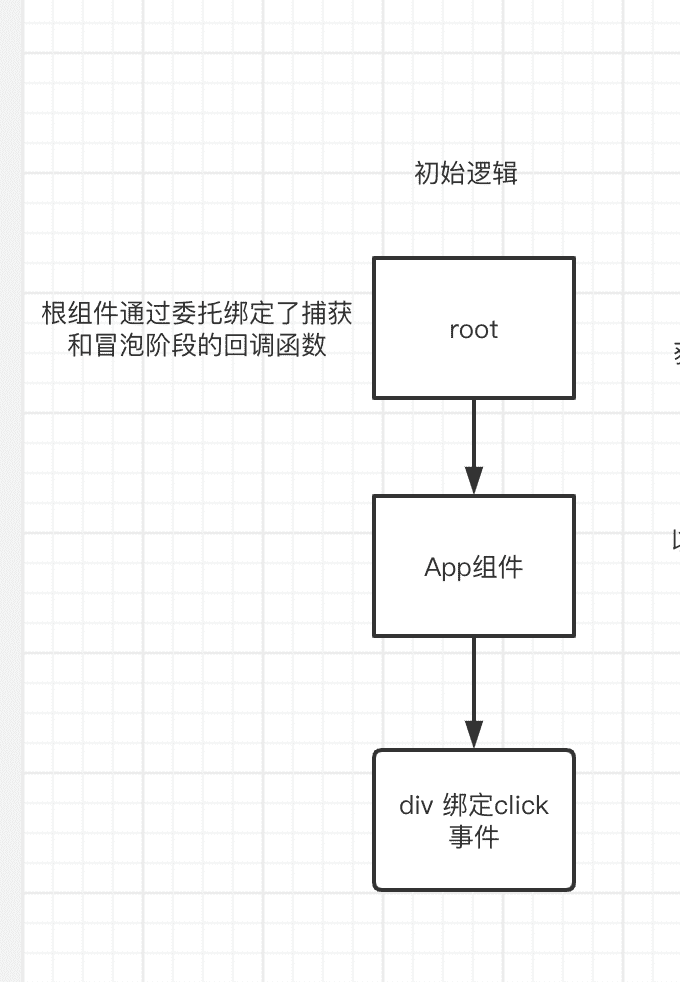 初始逻辑
根组件通过委托绑定了捕获
和冒泡阶段的回调函数
root
App组件
div 绑定click
事件